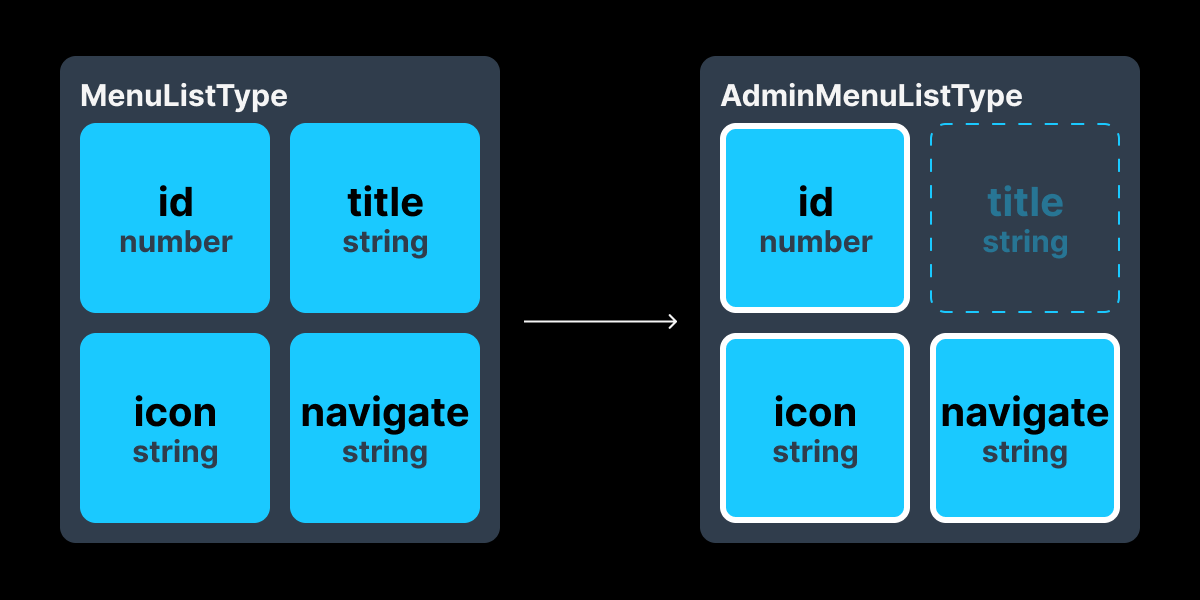 MenuListType
id
number
title
string
icon
string
navigate
string
AdminMenuListType
id
number
title
string
icon
string
navigate
string